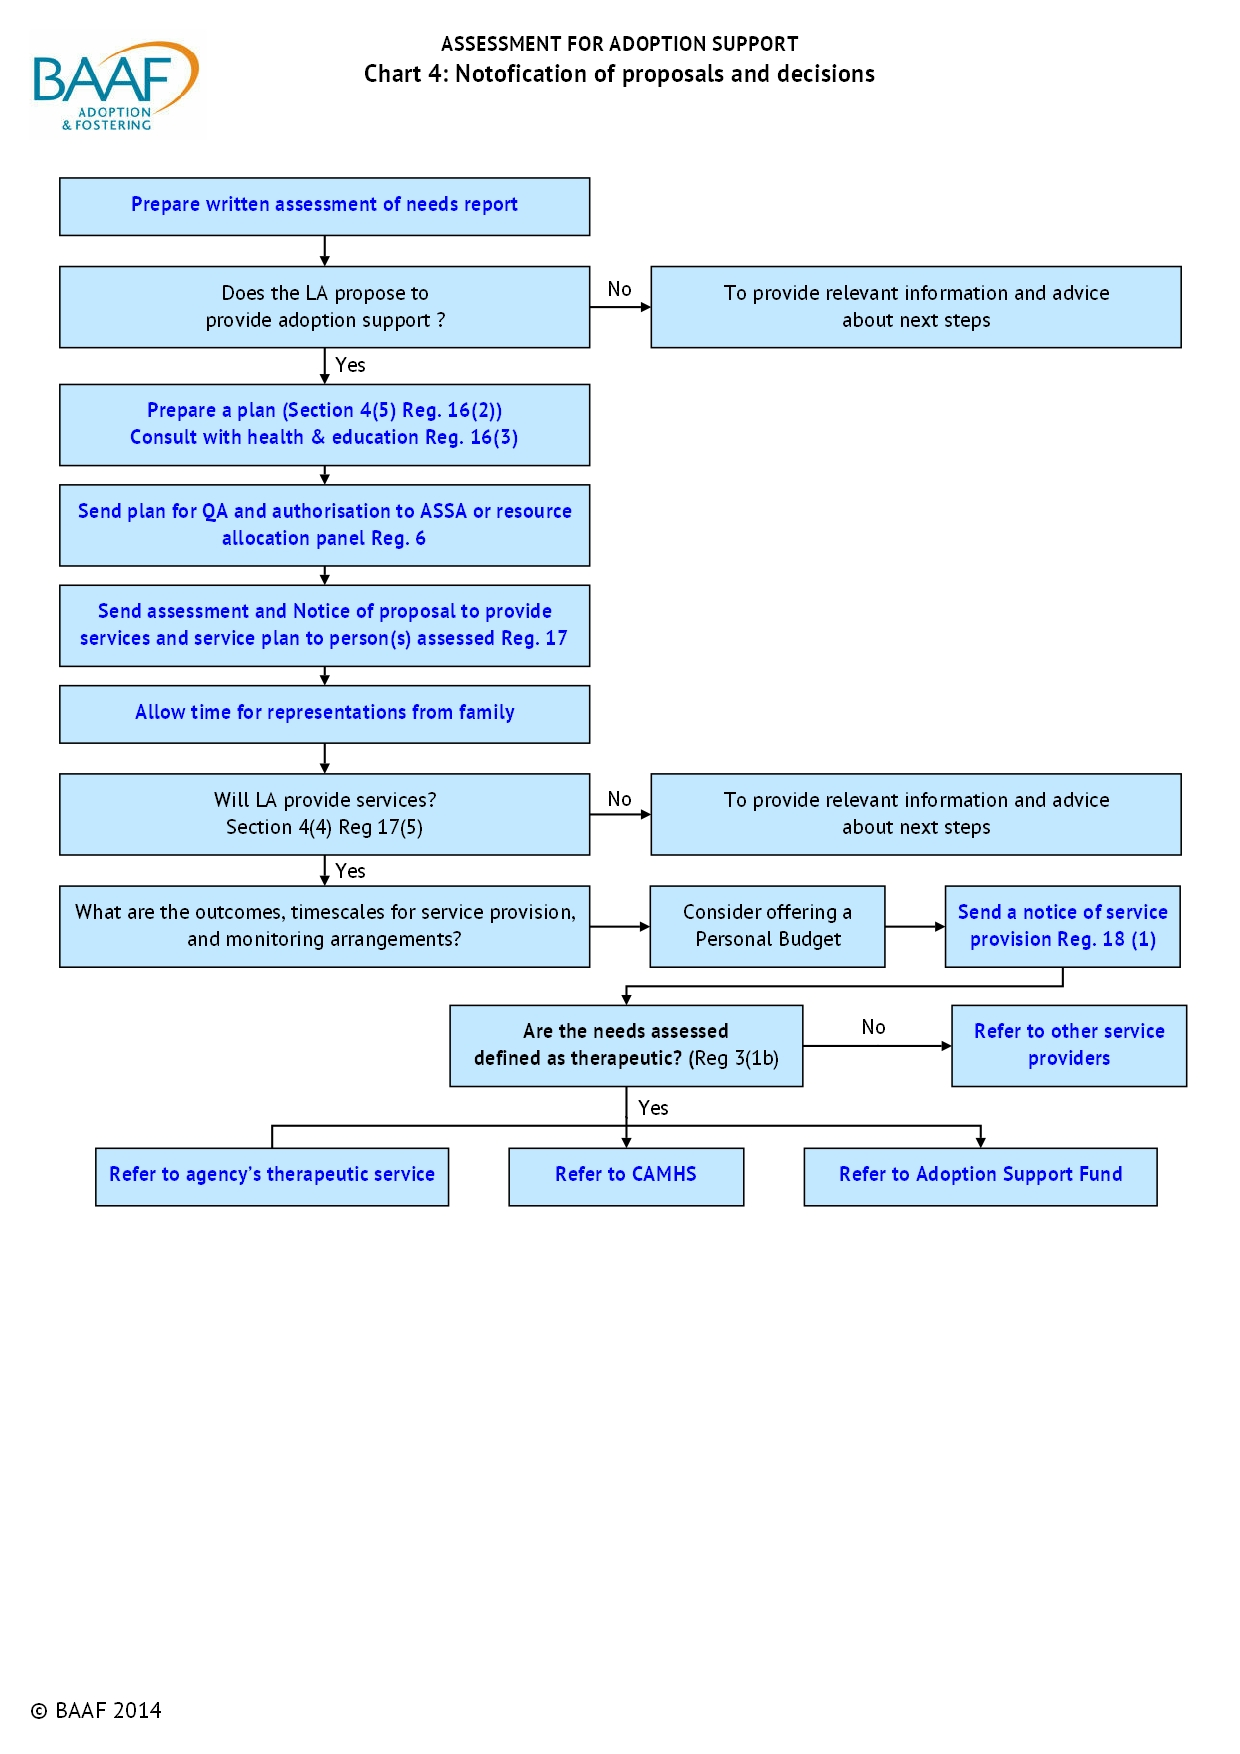 BAAF
ADOPTION
& FOSTERING
ASSESSMENT FOR ADOPTION SUPPORT
Chart 4: Notofication of proposals and decisions
Prepare written assessment of needs report
Does the LA propose to
provide adoption support ?
No
To provide relevant information and advice
about next steps
Yes
Prepare a plan (Section 4(5) Reg. 16(2))
Consult with health & education Reg. 16(3)
Send plan for QA and authorisation to ASSA or resource
allocation panel Reg. 6
Send assessment and Notice of proposal to provide
services and service plan to person(s) assessed Reg. 17
Allow time for representations from family
Will LA provide services?
Section 4(4) Reg 17(5)
No
To provide relevant information and advice
about next steps
Yes
What are the outcomes, timescales for service provision,
and monitoring arrangements?
Consider offering a
Personal Budget
Send a notice of service
provision Reg. 18 (1)
Are the needs assessed
defined as therapeutic? (Reg 3(1b)
No
Refer to other service
providers
Yes
Refer to agency’s therapeutic service
Refer to CAMHS
Refer to Adoption Support Fund
© BAAF 2014